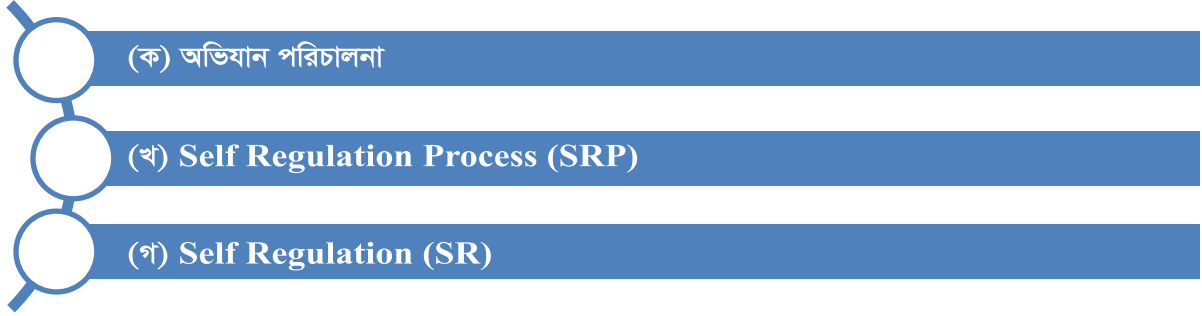 (ক) অভিযান পরিচালনা
(খ) Self Regulation Process (SRP)
(গ) Self Regulation (SR)